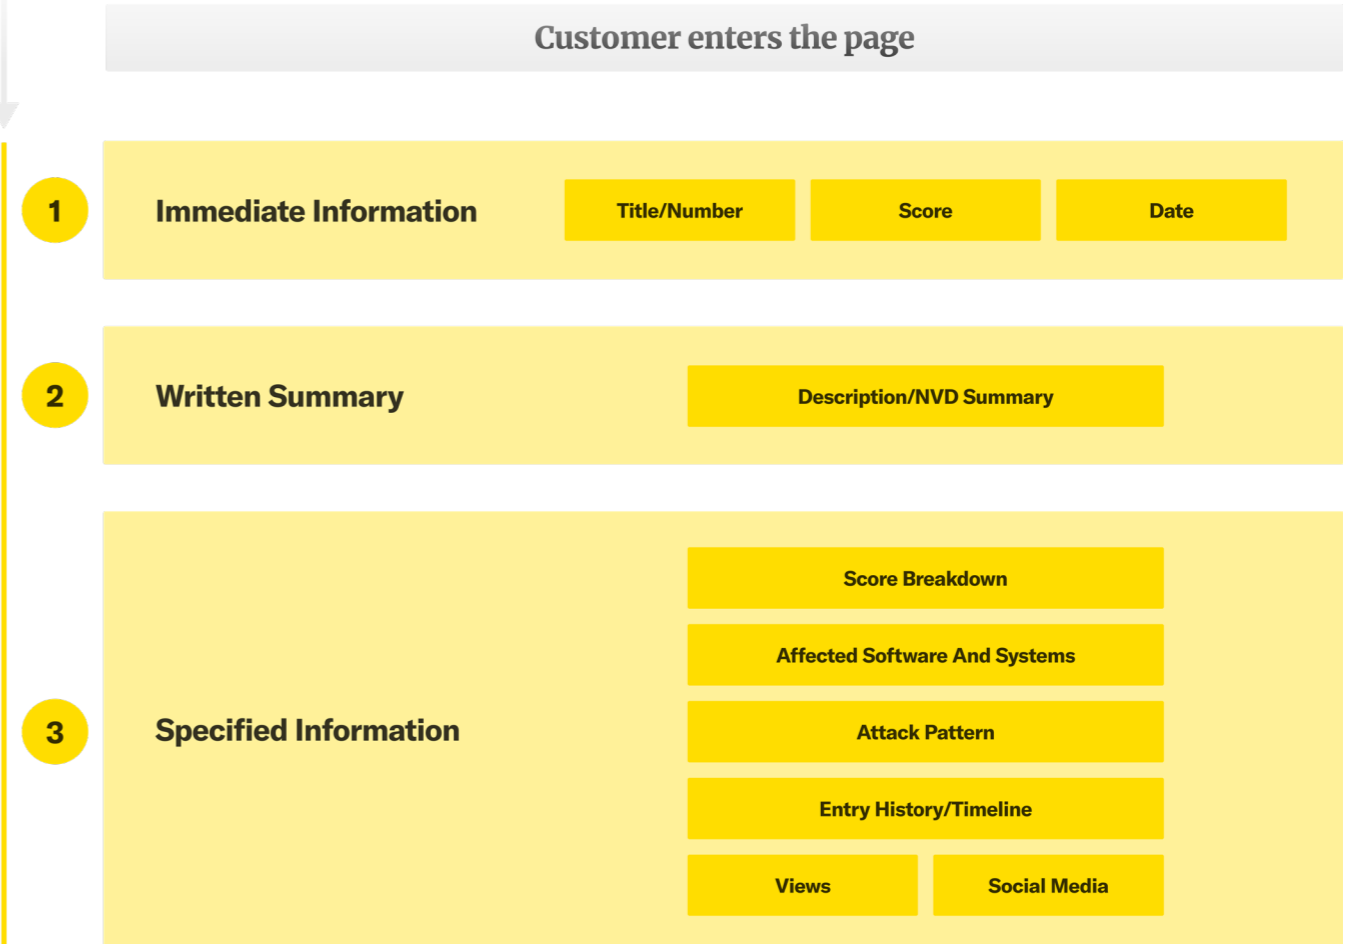 Customer enters the page
1
Immediate Information
Title/Number
Score
Date
2
Written Summary
Description/NVD Summary
3
Specified Information
Score Breakdown
Affected Software And Systems
Attack Pattern
Entry History/Timeline
Views
Social Media